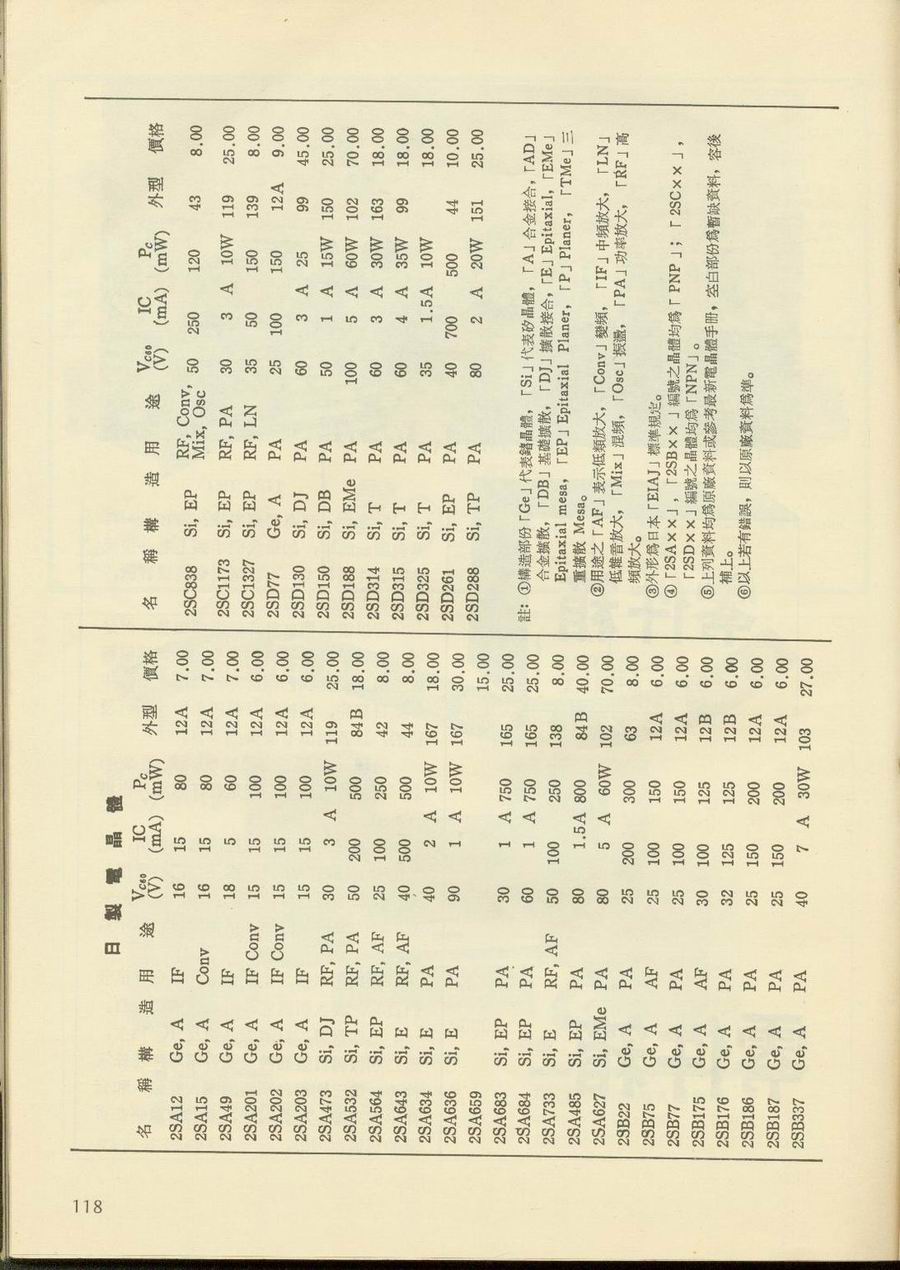 日製電晶體
名稱 構造 用途 VCBO (V) IC (mA) PC (mW) 外型 價格
2SA12 Ge, A IF 16 15 80 12A 7.00
2SA15 Ge, A Conv 16 15 80 12A 7.00
2SA49 Ge, A IF 18 5 60 12A 7.00
2SA201 Ge, A IF Conv 15 15 100 12A 6.00
2SA202 Ge, A IF Conv 15 15 100 12A 6.00
2SA203 Ge, A IF 15 15 100 12A 6.00
2SA473 Si, DJ RF, PA 30 3 A 10W 119 25.00
2SA532 Si, TP RF, PA 50 200 500 84B 18.00
2SA564 Si, EP RF, AF 25 100 250 42 8.00
2SA643 Si, E RF, AF 40 500 500 44 8.00
2SA634 Si, E PA 40 2 A 10W 167 18.00
2SA636 Si, E PA 90 1 A 10W 167 30.00
2SA659 15.00
2SA683 Si, EP PA 30 1 A 750 165 25.00
2SA684 Si, EP PA 60 1 A 750 165 25.00
2SA733 Si, E RF, AF 50 100 250 138 8.00
2SA485 Si, EP PA 80 1.5A 800 84B 40.00
2SA627 Si, EMe PA 80 5 A 60W 102 70.00
2SB22 Ge, A PA 25 200 300 63 8.00
2SB75 Ge, A AF 25 100 150 12A 6.00
2SB77 Ge, A PA 25 100 150 12A 6.00
2SB175 Ge, A AF 30 100 125 12B 6.00
2SB176 Ge, A PA 32 125 125 12B 6.00
2SB186 Ge, A PA 25 150 200 12A 6.00
2SB187 Ge, A PA 25 150 200 12A 6.00
2SB337 Ge, A PA 40 7 A 30W 103 27.00
名稱 構造 用途 VCBO (V) IC (mA) PC (mW) 外型 價格
2SC838 Si, EP RF, Conv, Mix, Osc 50 250 120 43 8.00
2SC1173 Si, EP RF, PA 30 3 A 10W 119 25.00
2SC1327 Si, EP RF, LN 35 50 150 139 8.00
2SD77 Ge, A PA 25 100 150 12A 9.00
2SD130 Si, DJ PA 60 3 A 25 99 45.00
2SD150 Si, DB PA 50 1 A 15W 150 25.00
2SD188 Si, EMe PA 100 5 A 60W 102 70.00
2SD314 Si, T PA 60 3 A 30W 163 18.00
2SD315 Si, T PA 60 4 A 35W 99 18.00
2SD325 Si, T PA 35 1.5A 10W 18.00
2SD261 Si, EP PA 40 700 500 44 10.00
2SD288 Si, TP PA 80 2 A 20W 151 25.00
註：①構造部份「Ge」代表鍺晶體，「Si」代表矽晶體，「A」合金接合，「AD」
合金擴散，「DB」基礎擴散，「DJ」擴散接合，「E」Epitaxial，「EMe」
Epitaxial mesa，「EP」Epitaxial Planer，「P」Planer，「TMe」三
重擴散 Mesa。
②用途之「AF」表示低類放大，「Conv」變頻，「IF」中頻放大，「LN」
低雜音放大，「Mix」混頻，「Osc」振盪，「PA」功率放大，「RF」高
頻放大。
③外形爲日本「EIAJ」標準規定。
④「2SA××」，「2SB××」編號之晶體均爲「PNP」；「2SC××」，
「2SD××」編號之晶體均爲「NPN」。
⑤上列資料均爲原廠資料或參考最新電晶體手册，空白部份爲暫缺資料，容後
補上。
⑥以上若有錯誤，則以原廠資料爲準。
118